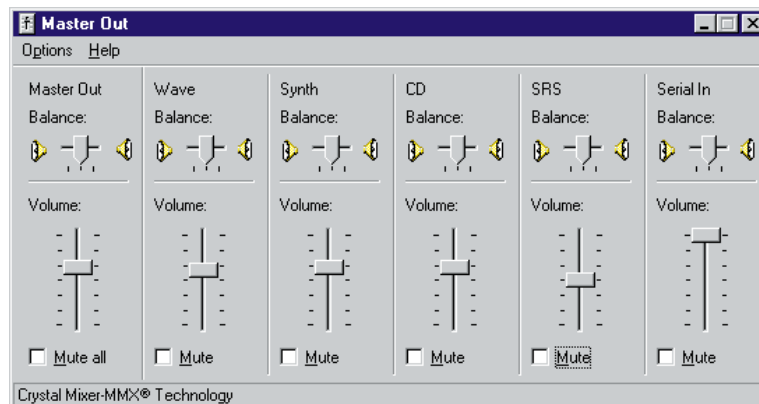 Master Out
Options Help
Master Out Wave Synth CD SRS Serial In
Balance: Balance: Balance: Balance: Balance: Balance:
Volume: Volume: Volume: Volume: Volume: Volume:
Mute all Mute Mute Mute Mute Mute
Crystal Mixer-MMX® Technology